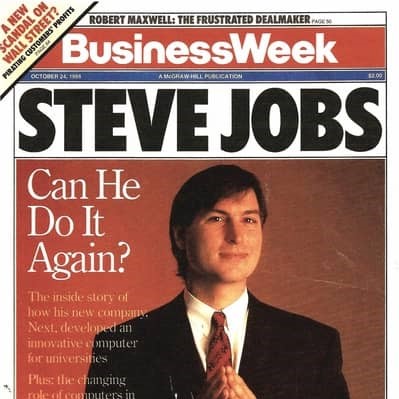 A NEW
SCANDAL ON
WALL STREET?
PIRATING CUSTOMERS' PROFITS
ROBERT MAXWELL: THE FRUSTRATED DEALMAKER PAGE 50
BusinessWeek
OCTOBER 24, 1988
A McGRAW-HILL PUBLICATION
$2.00
STEVE JOBS
Can He
Do It
Again?
The inside story of
how his new company,
Next, developed an
innovative computer
for universities
Plus: the changing
role of computers in